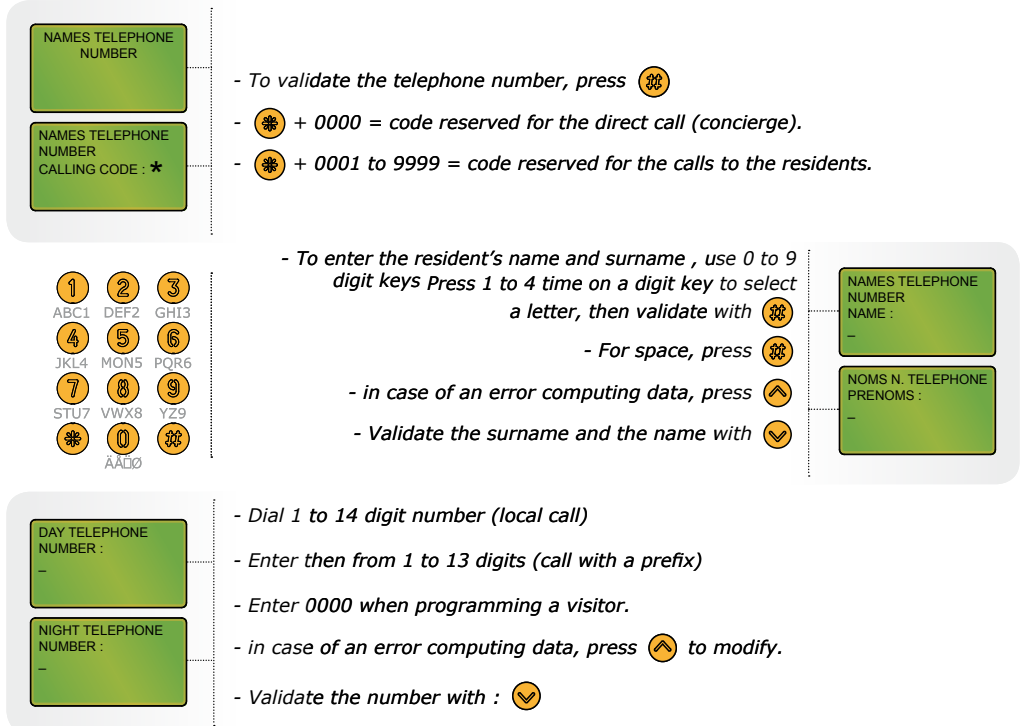 NAMES TELEPHONE
NUMBER
NAMES TELEPHONE
NUMBER
CALLING CODE : *
- To validate the telephone number, press #
- * + 0000 = code reserved for the direct call (concierge).
- * + 0001 to 9999 = code reserved for the calls to the residents.
1 2 3
ABC1 DEF2 GHI3
4 5 6
JKL4 MON5 PQR6
7 8 9
STU7 VWX8 YZ9
* 0 #
ÄÅ□Ø
- To enter the resident's name and surname , use 0 to 9
digit keys Press 1 to 4 time on a digit key to select
a letter, then validate with #
- For space, press #
- in case of an error computing data, press
- Validate the surname and the name with
NAMES TELEPHONE
NUMBER
NAME :
_
NOMS N. TELEPHONE
PRENOMS :
_
DAY TELEPHONE
NUMBER :
_
NIGHT TELEPHONE
NUMBER :
_
- Dial 1 to 14 digit number (local call)
- Enter then from 1 to 13 digits (call with a prefix)
- Enter 0000 when programming a visitor.
- in case of an error computing data, press to modify.
- Validate the number with :